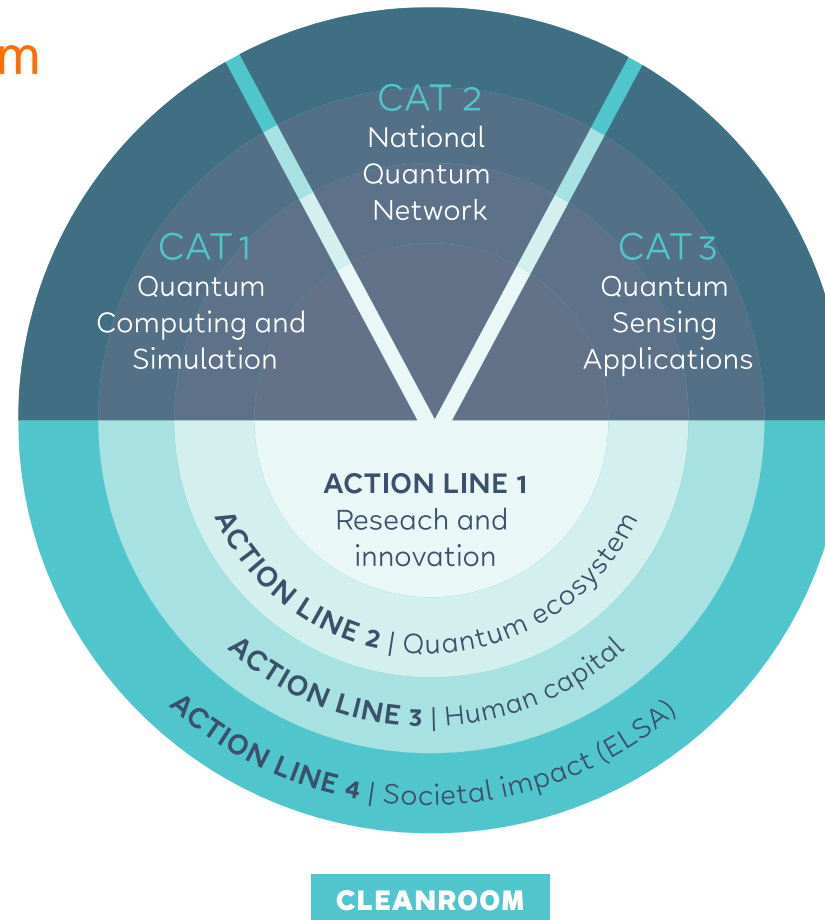 m
CAT 2
National
Quantum
Network
CAT 1
Quantum
Computing and
Simulation
CAT 3
Quantum
Sensing
Applications
ACTION LINE 1
Reseach and
innovation
ACTION LINE 2 | Quantum ecosystem
ACTION LINE 3 | Human capital
ACTION LINE 4 | Societal impact (ELSA)
CLEANROOM